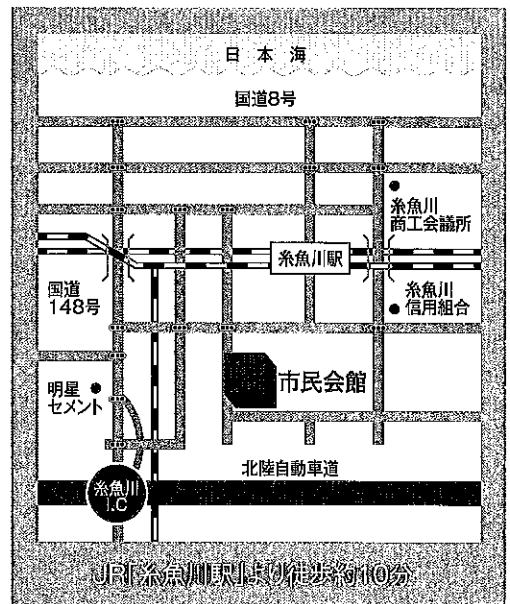 日本海
国道8号
糸魚川
商工会議所
糸魚川駅
国道
148号
糸魚川
信用組合
市民会館
明星
セメント
北陸自動車道
糸魚川
I.C
JR「糸魚川駅」より徒歩約10分